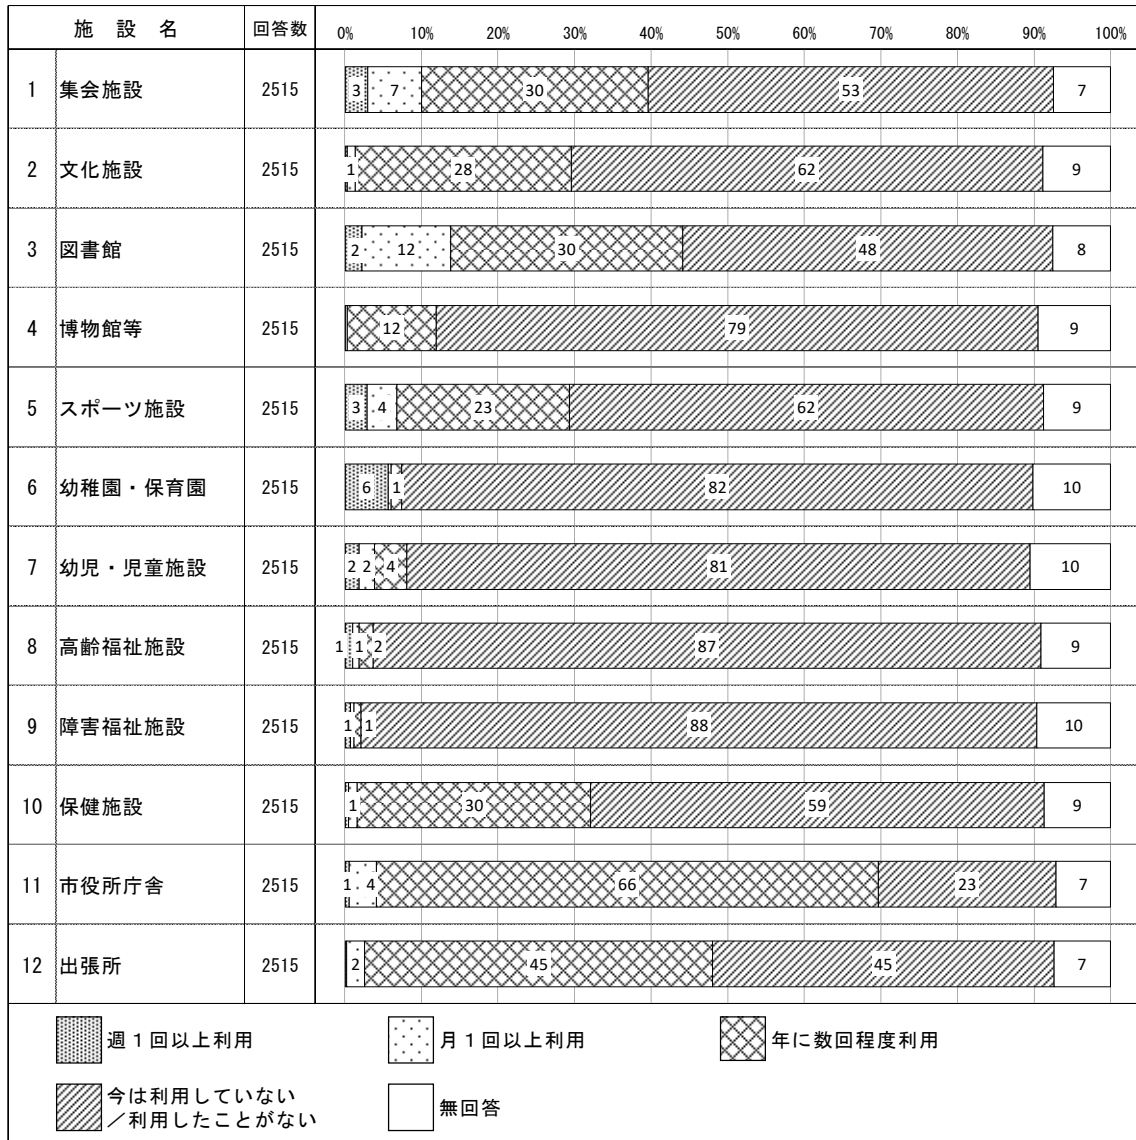 施 設 名 回答数 0% 10% 20% 30% 40% 50% 60% 70% 80% 90% 100%
1 集会施設 2515 3 7 30 53 7
2 文化施設 2515 1 28 62 9
3 図書館 2515 2 12 30 48 8
4 博物館等 2515 12 79 9
5 スポーツ施設 2515 3 4 23 62 9
6 幼稚園・保育園 2515 6 1 82 10
7 幼児・児童施設 2515 2 2 4 81 10
8 高齢福祉施設 2515 1 1 2 87 9
9 障害福祉施設 2515 1 1 88 10
10 保健施設 2515 1 30 59 9
11 市役所庁舎 2515 1 4 66 23 7
12 出張所 2515 2 45 45 7
週１回以上利用 月１回以上利用 年に数回程度利用
今は利用していない
／利用したことがない 無回答